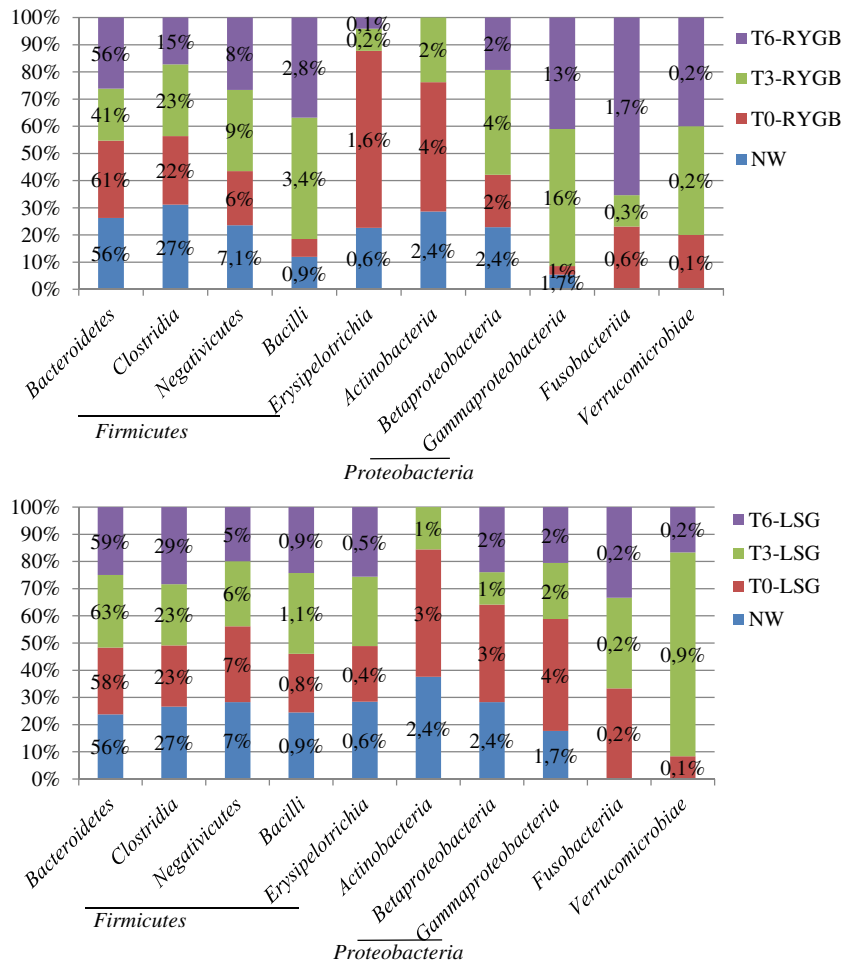 100%
90%
80%
70%
60%
50%
40%
30%
20%
10%
0%
56% 15% 8% 2,8% 0,1% 2% 2% 13% 1,7% 0,2%
41% 23% 9% 3,4% 0,2% 4% 4% 16% 0,3% 0,2%
61% 22% 6% 1,6% 2% 1% 0,6% 0,1%
56% 27% 7,1% 0,9% 0,6% 2,4% 2,4% 1,7%
T6-RYGB
T3-RYGB
T0-RYGB
NW
Bacteroidetes
Clostridia
Negativicutes
Bacilli
Erysipelotrichia
Actinobacteria
Betaproteobacteria
Gammaproteobacteria
Fusobacteriia
Verrucomicrobiae
Firmicutes
Proteobacteria
100%
90%
80%
70%
60%
50%
40%
30%
20%
10%
0%
59% 29% 5% 0,9% 0,5% 1% 2% 2% 0,2% 0,2%
63% 23% 6% 1,1% 1% 2% 0,2% 0,9%
58% 23% 7% 0,8% 0,4% 3% 3% 4% 0,2% 0,1%
56% 27% 7% 0,9% 0,6% 2,4% 2,4% 1,7%
T6-LSG
T3-LSG
T0-LSG
NW
Bacteroidetes
Clostridia
Negativicutes
Bacilli
Erysipelotrichia
Actinobacteria
Betaproteobacteria
Gammaproteobacteria
Fusobacteriia
Verrucomicrobiae
Firmicutes
Proteobacteria